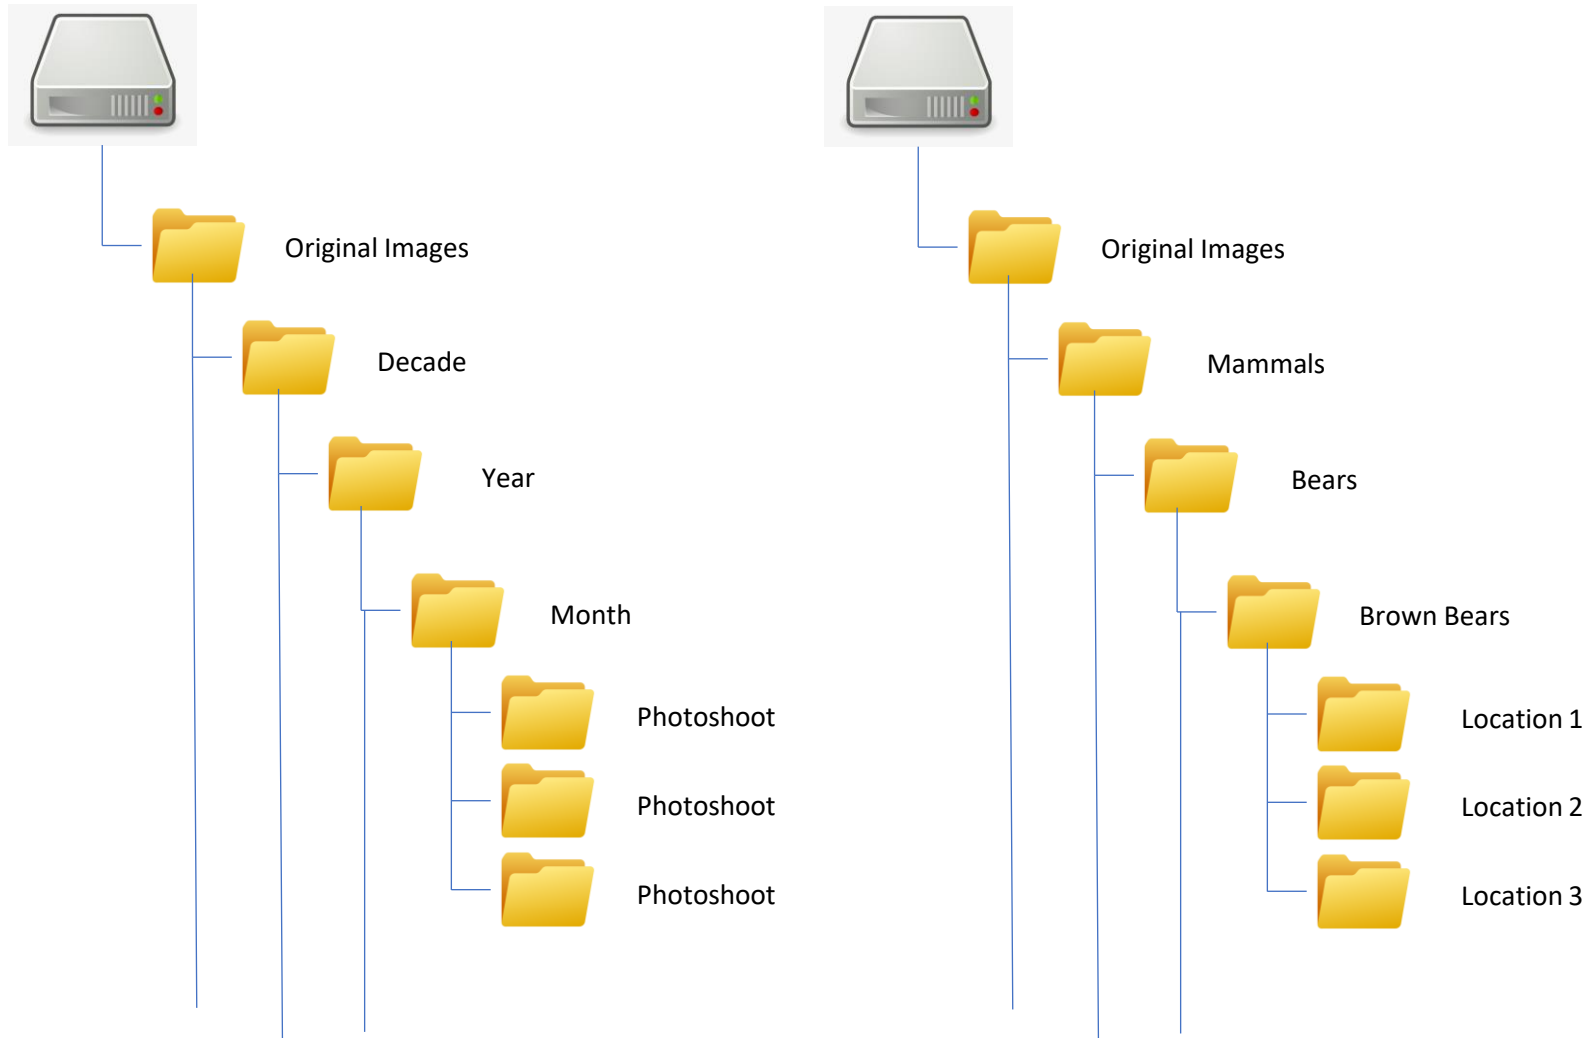 Original Images
Decade
Year
Month
Photoshoot
Photoshoot
Photoshoot
Original Images
Mammals
Bears
Brown Bears
Location 1
Location 2
Location 3